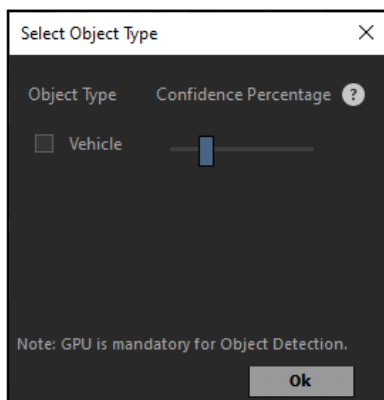 Select Object Type
Object Type Confidence Percentage ?
Vehicle
Note: GPU is mandatory for Object Detection.
Ok